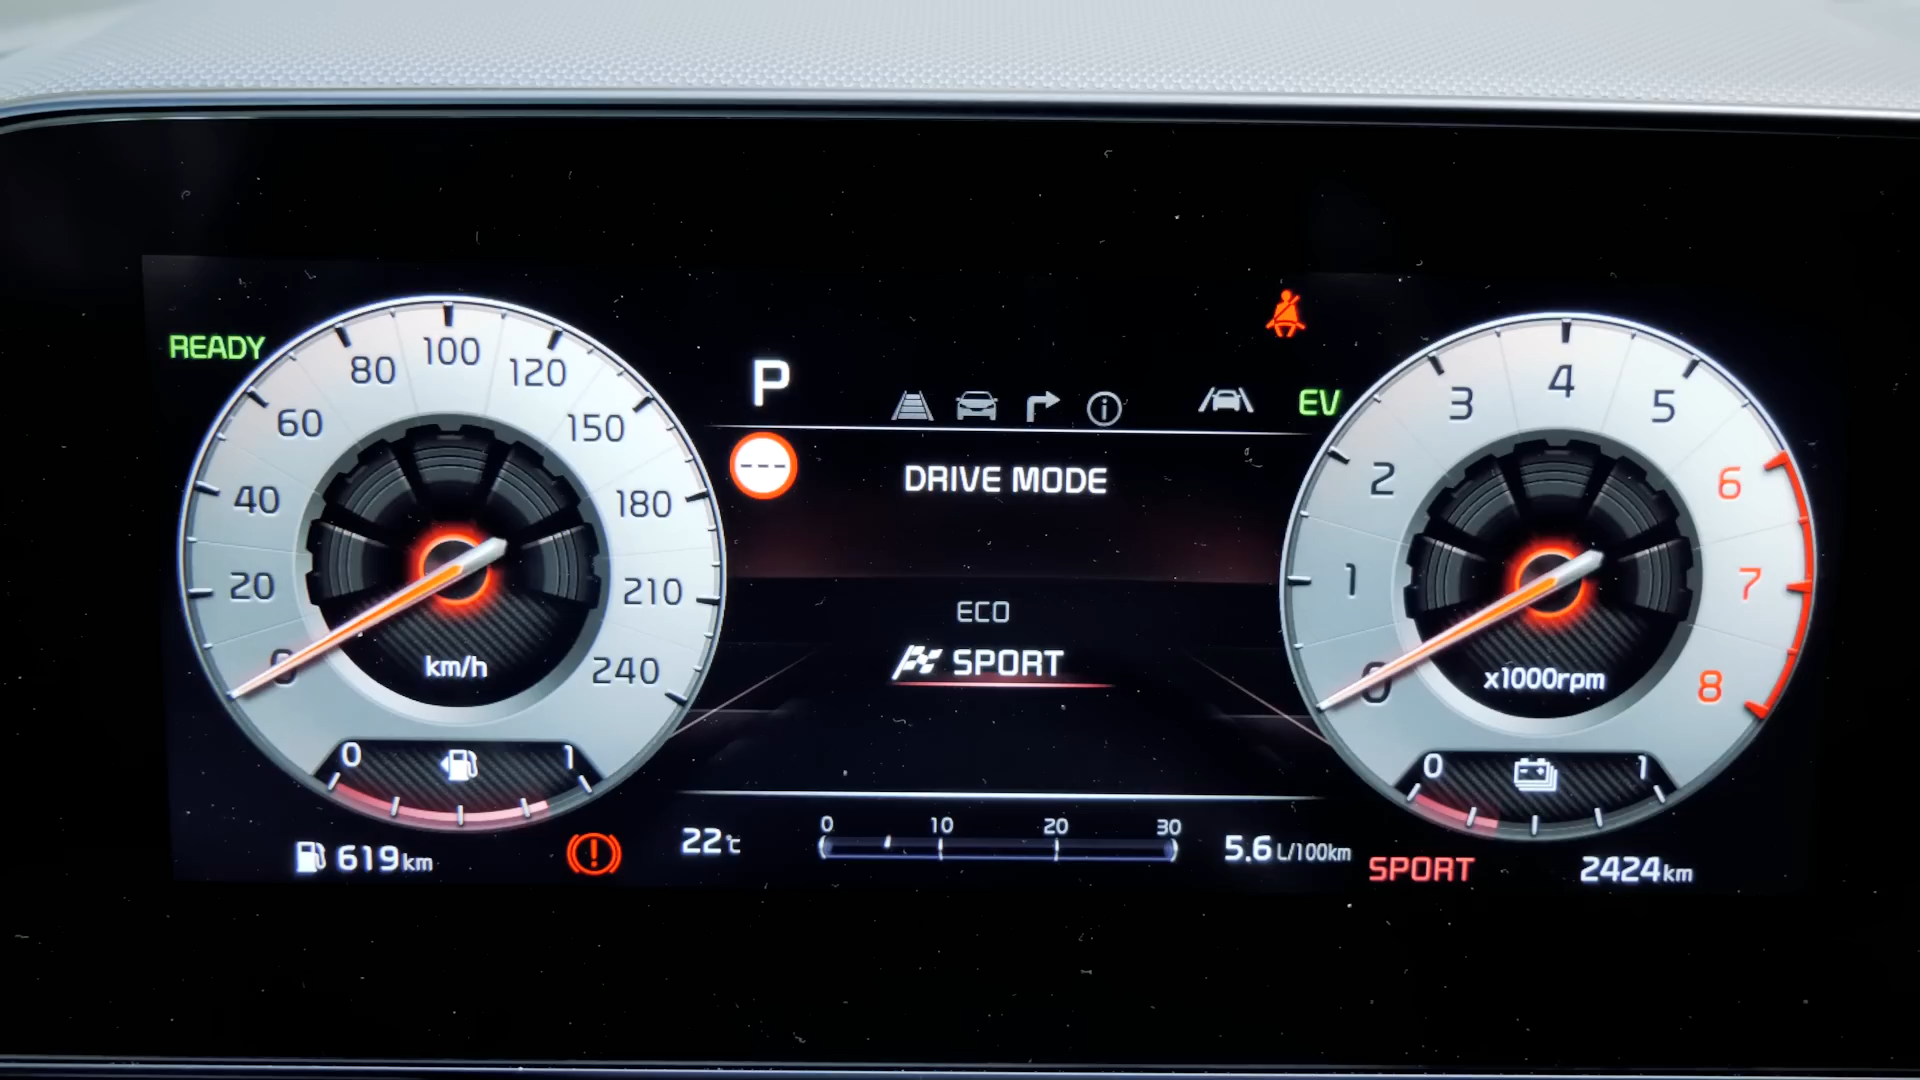 READY
0
20
40
60
80
100
120
150
180
210
240
km/h
0 1
619km
P
---
DRIVE MODE
ECO
SPORT
22°C
0 10 20 30
5.6 L/100km
EV
0
1
2
3
4
5
6
7
8
x1000rpm
0 1
SPORT
2424km